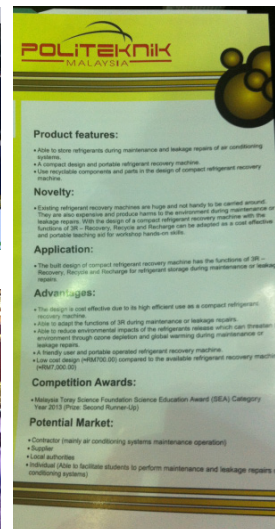 POLiTEKniK
MALAYSIA
Product features:
• Able to store refrigerants during maintenance and leakage repairs of air conditioning
systems.
• A compact design and portable refrigerant recovery machine.
• Use recyclable components and parts in the design of compact refrigerant recovery
machine.
Novelty:
• Existing refrigerant recovery machines are huge and not handy to be carried around.
They are also expensive and produce harms to the environment during maintenance or
leakage repairs. With the design of a compact refrigerant recovery machine with the
functions of 3R – Recovery, Recycle and Recharge can be adapted as a cost effective
and portable teaching aid for workshop hands-on skills.
Application:
• The built design of compact refrigerant recovery machine has the functions of 3R –
Recovery, Recycle and Recharge for refrigerant storage during maintenance or leakage
repairs.
Advantages:
• The design is cost effective due to its high efficient use as a compact refrigerant
recovery machine.
• Able to adapt the functions of 3R during maintenance or leakage repairs.
• Able to reduce environmental impacts of the refrigerants release which can threaten
environment through ozone depletion and global warming during maintenance or
leakage repairs.
• A friendly user and portable operated refrigerant recovery machine.
• Low cost design (≈RM700.00) compared to the available refrigerant recovery machine
(≈RM7,000.00)
Competition Awards:
• Malaysia Toray Science Foundation Science Education Award (SEA) Category
Year 2013 (Prize: Second Runner-Up)
Potential Market:
• Contractor (mainly air conditioning systems maintenance operation)
• Supplier
• Local authorities
• Individual (Able to facilitate students to perform maintenance and leakage repairs
conditioning systems)